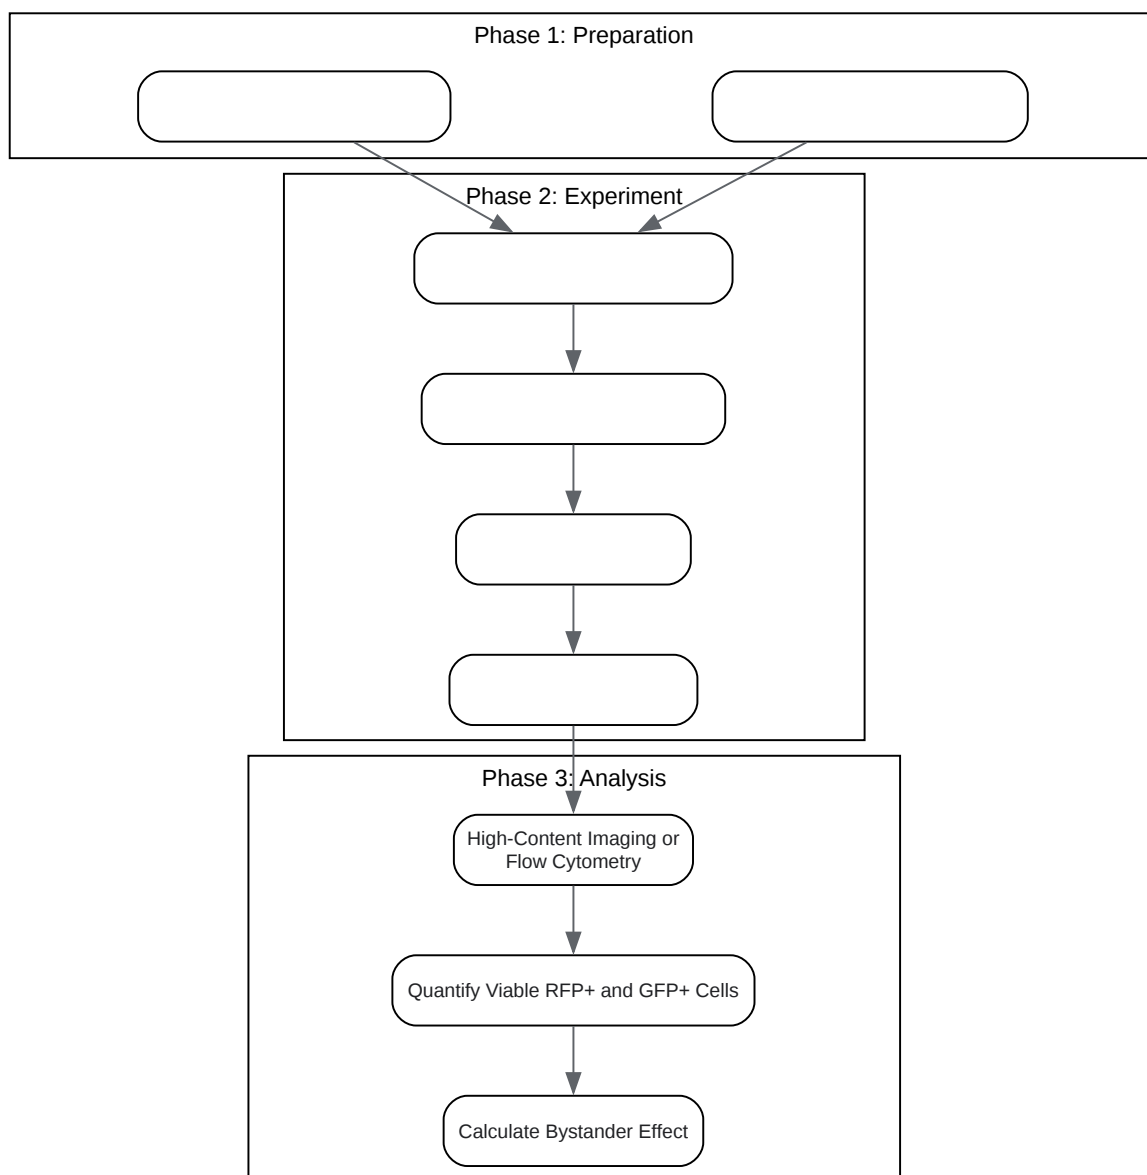 Phase 1: Preparation
Phase 2: Experiment
Phase 3: Analysis
High-Content Imaging or
Flow Cytometry
Quantify Viable RFP+ and GFP+ Cells
Calculate Bystander Effect